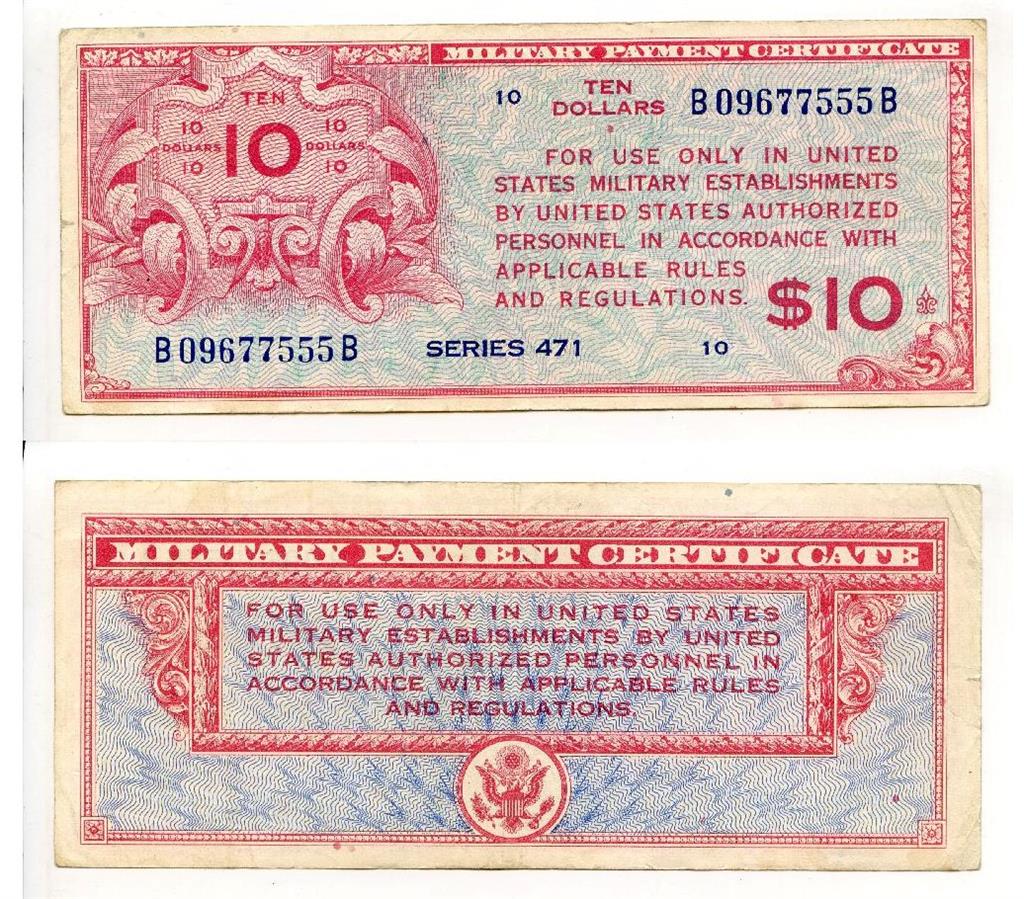 MILITARY PAYMENT CERTIFICATE
TEN
10 10
DOLLARS 10 DOLLARS
10 10
10 TEN DOLLARS B09677555B
FOR USE ONLY IN UNITED
STATES MILITARY ESTABLISHMENTS
BY UNITED STATES AUTHORIZED
PERSONNEL IN ACCORDANCE WITH
APPLICABLE RULES
AND REGULATIONS.
$10
B09677555B SERIES 471 10
MILITARY PAYMENT CERTIFICATE
FOR USE ONLY IN UNITED STATES
MILITARY ESTABLISHMENTS BY UNITED
STATES AUTHORIZED PERSONNEL IN
ACCORDANCE WITH APPLICABLE RULES
AND REGULATIONS.